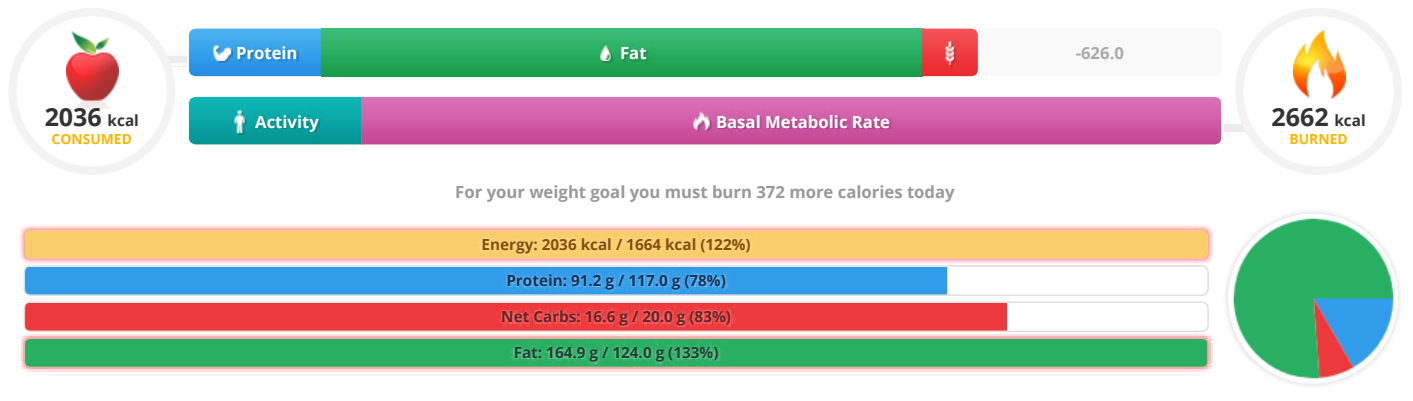 Protein
Fat
-626.0
2036 kcal
CONSUMED
Activity
Basal Metabolic Rate
2662 kcal
BURNED
For your weight goal you must burn 372 more calories today
Energy: 2036 kcal / 1664 kcal (122%)
Protein: 91.2 g / 117.0 g (78%)
Net Carbs: 16.6 g / 20.0 g (83%)
Fat: 164.9 g / 124.0 g (133%)